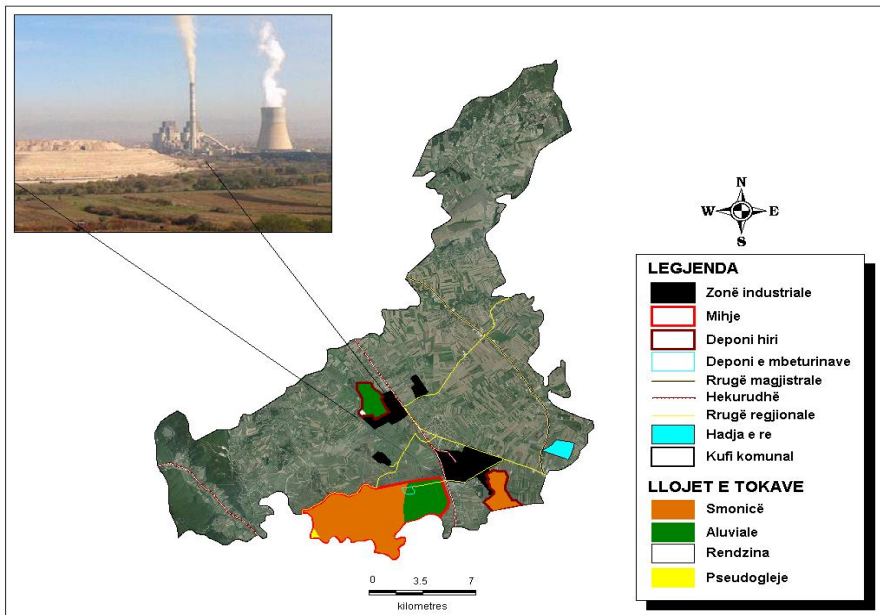 N
W E
S
LEGJENDA
Zonë industriale
Mihje
Deponi hiri
Deponi e mbeturinave
Rrugë magjistrale
Hekurudhë
Rrugë regjionale
Hadja e re
Kufi komunal
LLOJET E TOKAVE
Smonicë
Aluviale
Rendzina
Pseudogleje
0 3.5 7
kilometres